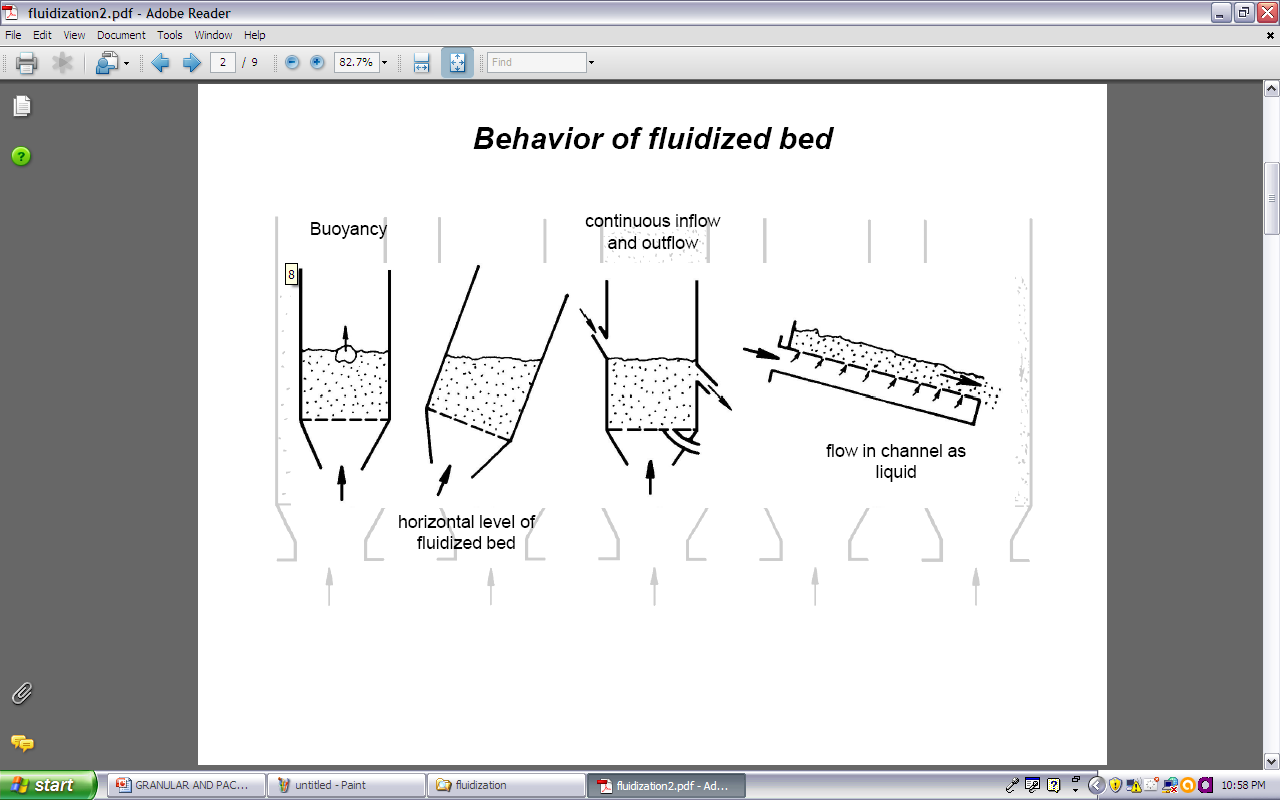 fluidization2.pdf - Adobe Reader
File Edit View Document Tools Window Help
2 / 9 82.7% Find
Behavior of fluidized bed
Buoyancy
continuous inflow
and outflow
8
flow in channel as
liquid
horizontal level of
fluidized bed
start GRANULAR AND PAC... untitled - Paint fluidization fluidization2.pdf - Ad... 10:58 PM